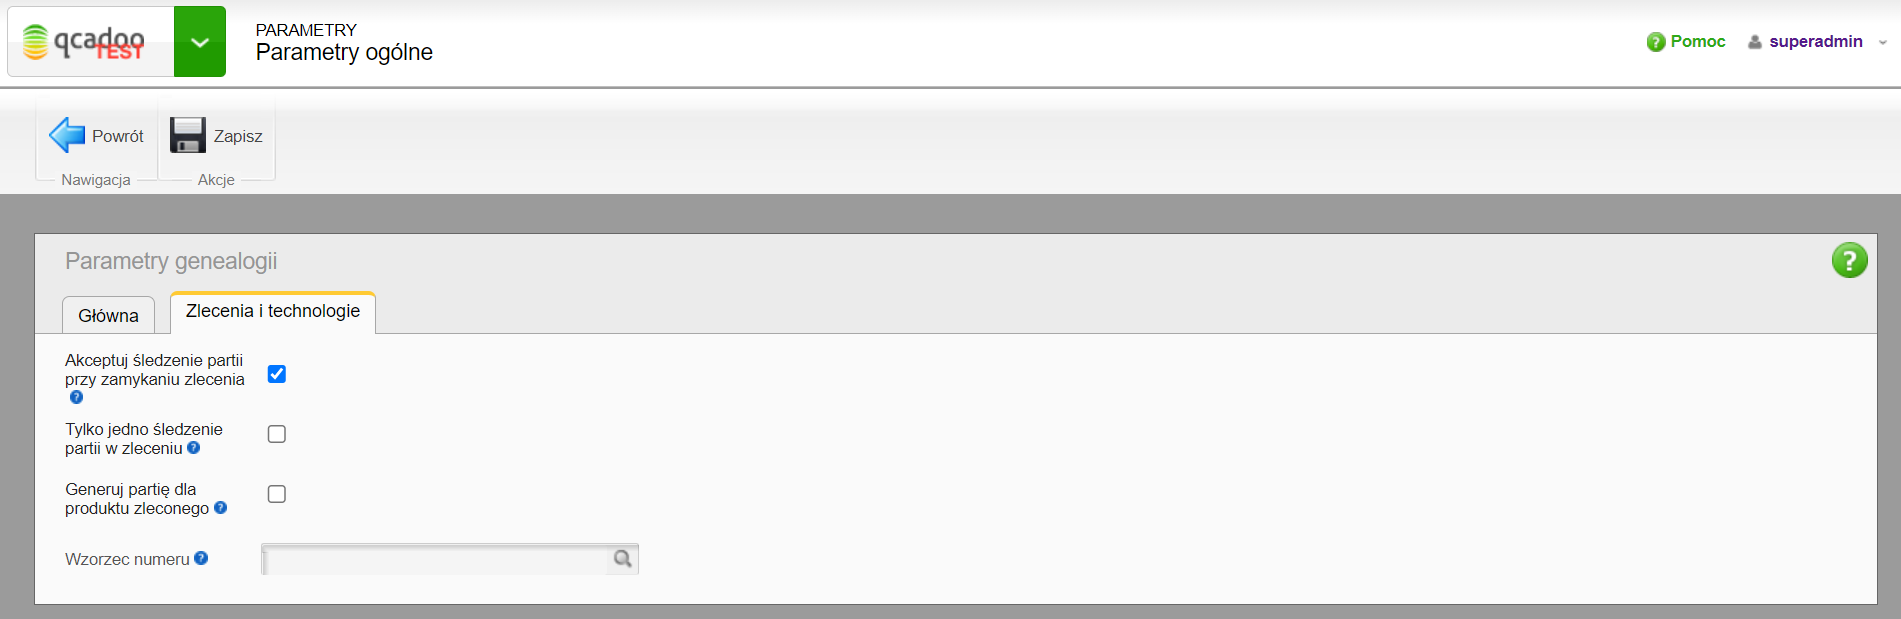 qcadoo
TEST
PARAMETRY
Parametry ogólne
Pomoc
superadmin
Powrót
Zapisz
Nawigacja
Akcje
Parametry genealogii
Główna
Zlecenia i technologie
Akceptuj śledzenie partii
przy zamykaniu zlecenia
Tylko jedno śledzenie
partii w zleceniu
Generuj partię dla
produktu zleconego
Wzorzec numeru